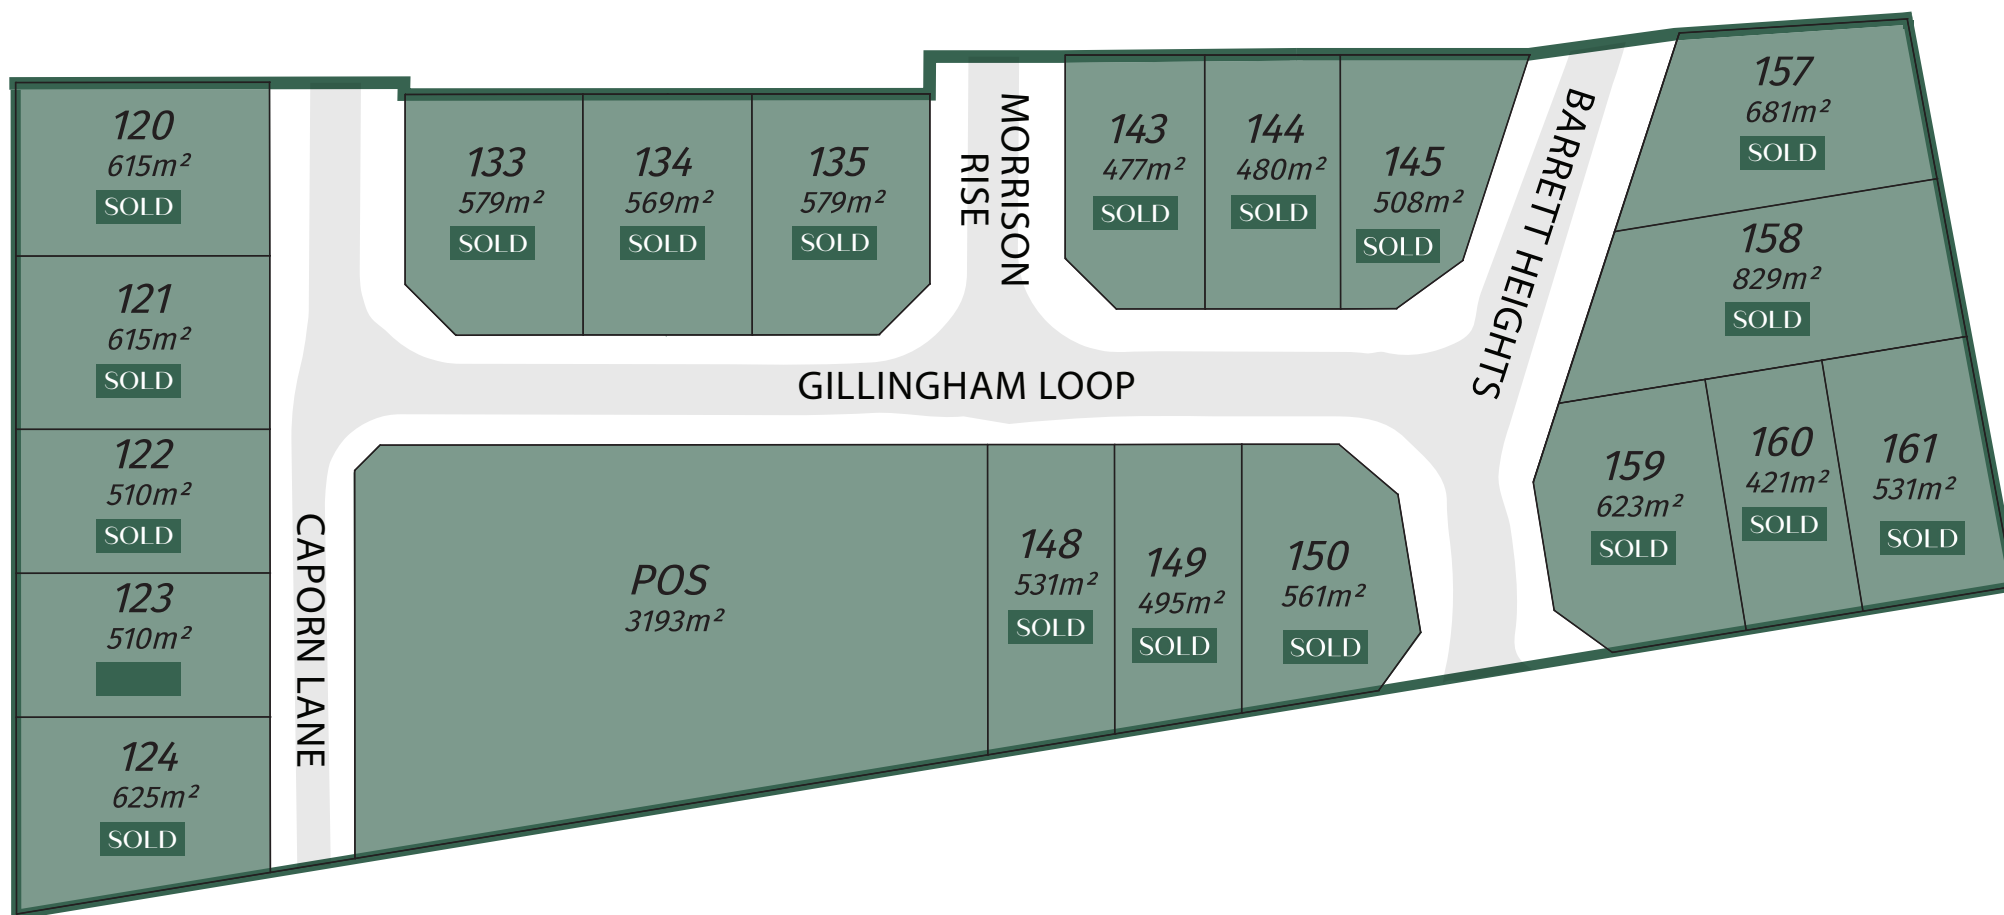 120
615m²
SOLD
121
615m²
SOLD
122
510m²
SOLD
123
510m²
124
625m²
SOLD
CAPORN LANE
133
579m²
SOLD
134
569m²
SOLD
135
579m²
SOLD
MORRISON
RISE
143
477m²
SOLD
144
480m²
SOLD
145
508m²
SOLD
BARRETT HEIGHTS
GILLINGHAM LOOP
POS
3193m²
148
531m²
SOLD
149
495m²
SOLD
150
561m²
SOLD
157
681m²
SOLD
158
829m²
SOLD
159
623m²
SOLD
160
421m²
SOLD
161
531m²
SOLD